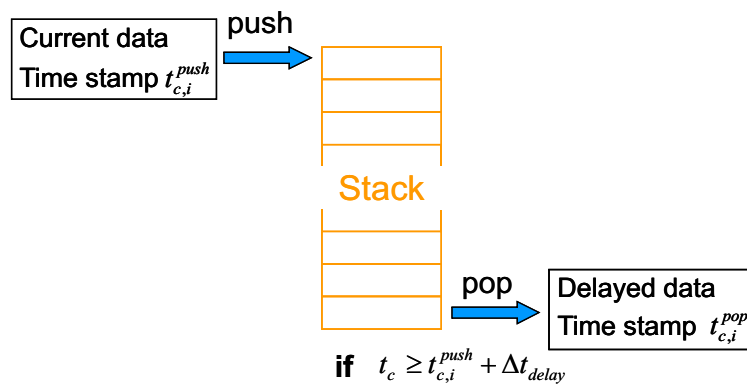 push
Current data
Time stamp t_{c,i}^{push}
Stack
pop
Delayed data
Time stamp t_{c,i}^{pop}
if t_c ≥ t_{c,i}^{push} + Δt_{delay}